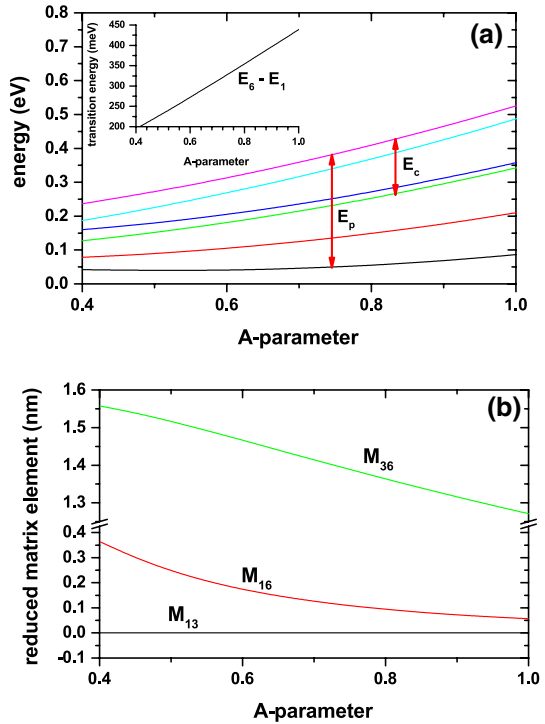 (a)
0.8
0.7
0.6
0.5
0.4
0.3
0.2
0.1
0.0
energy (eV)
450
400
350
300
250
200
transition energy (meV)
E6 - E1
0.4 0.6 0.8 1.0
A-parameter
Ec
Ep
0.4 0.6 0.8 1.0
A-parameter
(b)
1.6
1.5
1.4
1.3
0.4
0.3
0.2
0.1
0.0
-0.1
reduced matrix element (nm)
M36
M16
M13
0.4 0.6 0.8 1.0
A-parameter